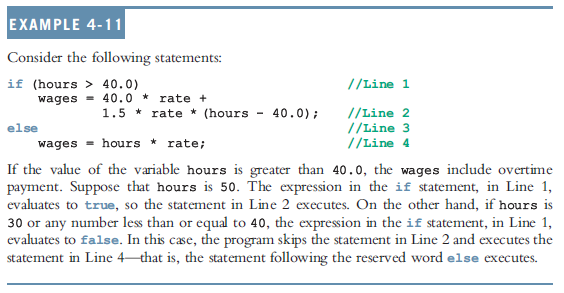 EXAMPLE 4-11
Consider the following statements:
if (hours > 40.0) //Line 1
wages = 40.0 * rate +
1.5 * rate * (hours - 40.0); //Line 2
else //Line 3
wages = hours * rate; //Line 4
If the value of the variable hours is greater than 40.0, the wages include overtime
payment. Suppose that hours is 50. The expression in the if statement, in Line 1,
evaluates to true, so the statement in Line 2 executes. On the other hand, if hours is
30 or any number less than or equal to 40, the expression in the if statement, in Line 1,
evaluates to false. In this case, the program skips the statement in Line 2 and executes the
statement in Line 4—that is, the statement following the reserved word else executes.